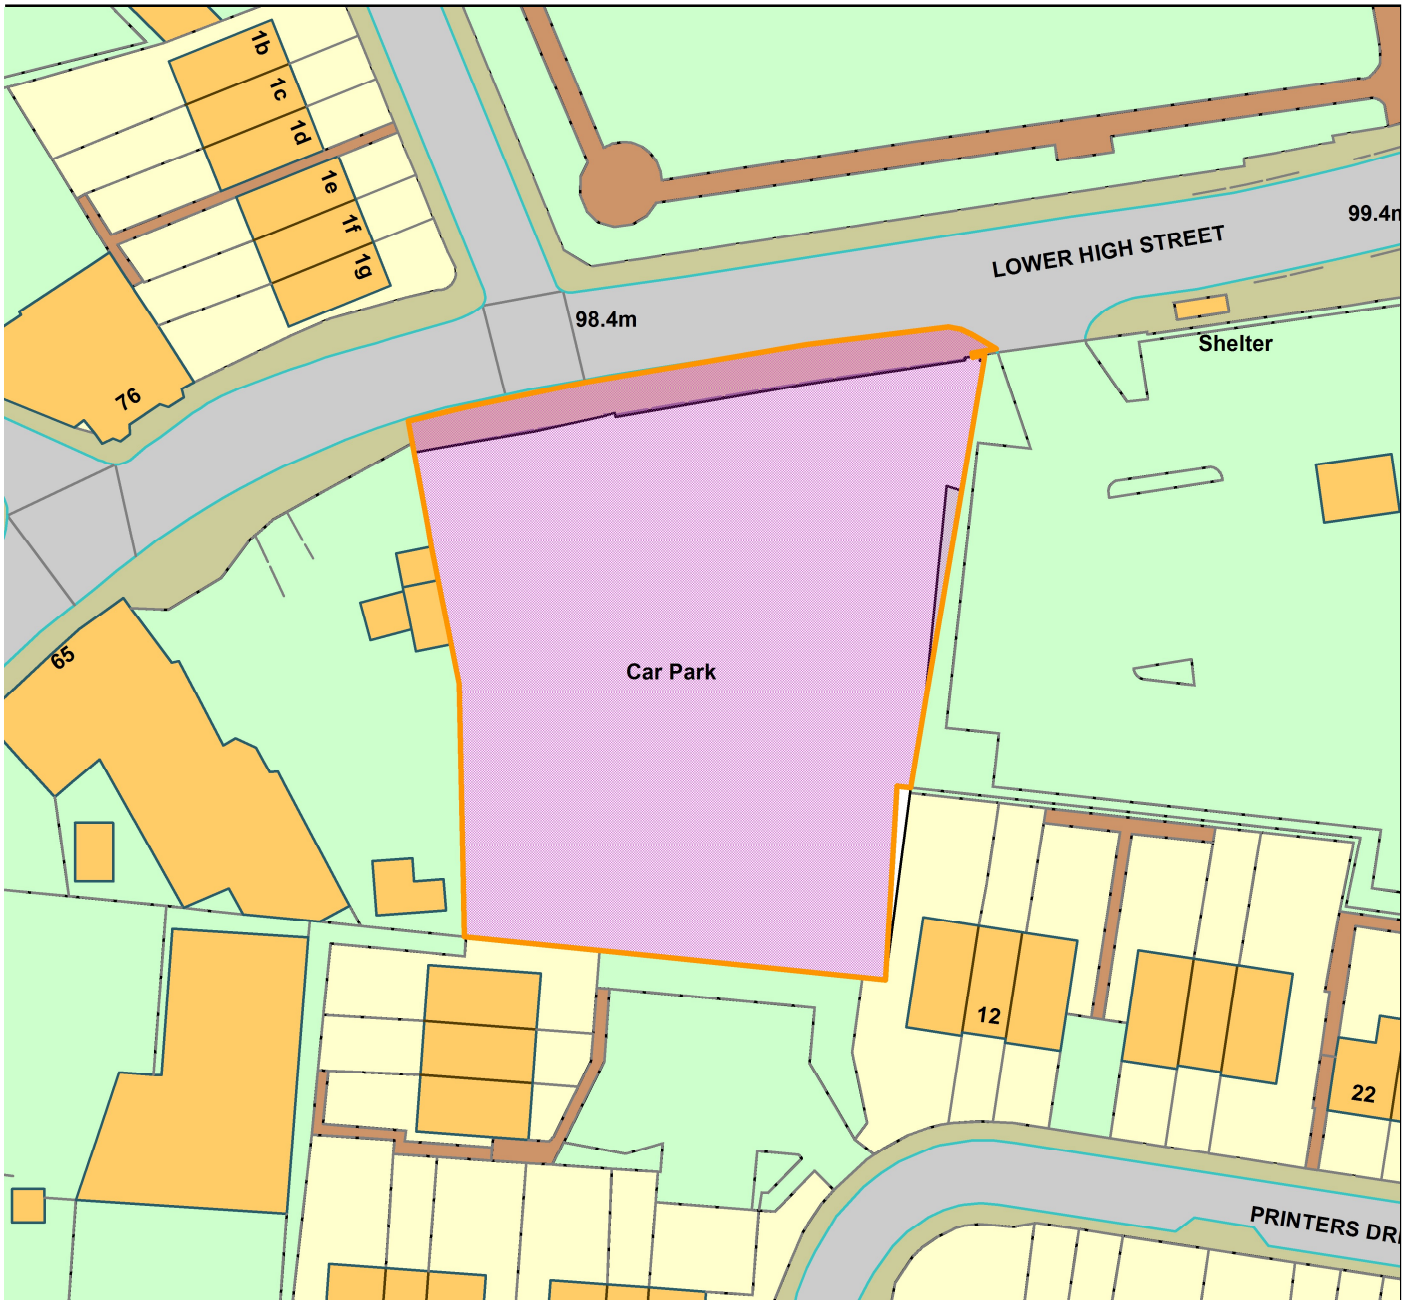 1b
1c
1d
1e
1f
1g
76
98.4m
LOWER HIGH STREET
99.4m
Shelter
65
Car Park
12
22
PRINTERS DRI